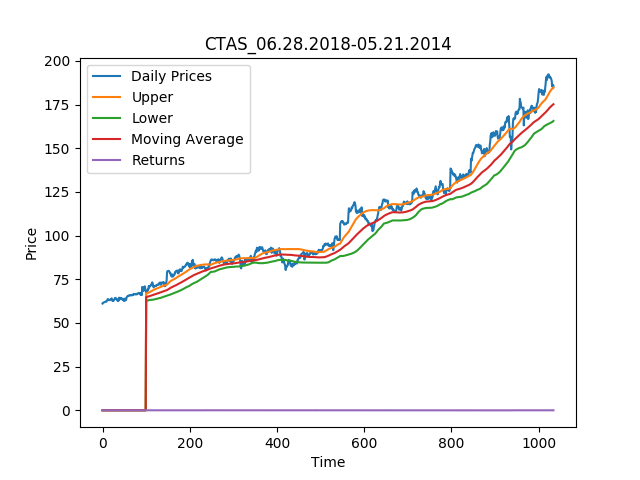 CTAS_06.28.2018-05.21.2014
Daily Prices
Upper
Lower
Moving Average
Returns
200
175
150
125
100
75
50
25
0
Price
0 200 400 600 800 1000
Time